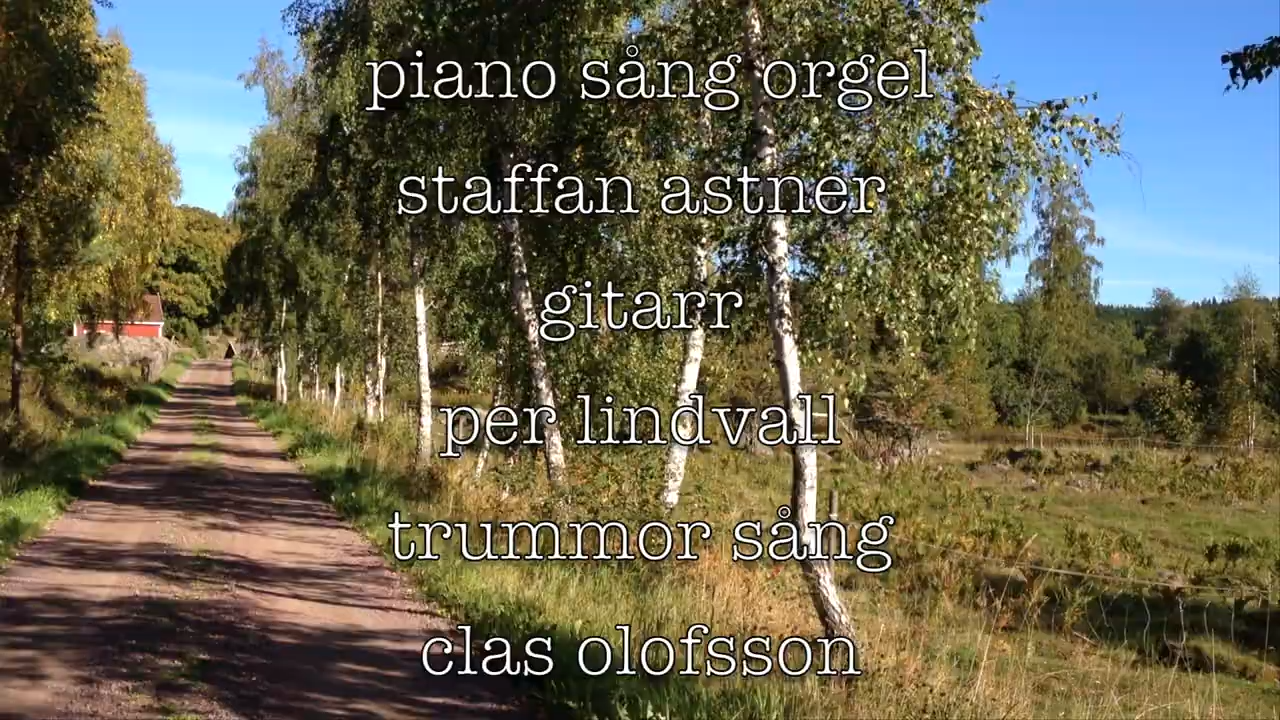 piano sång orgel
staffan astner
gitarr
per lindvall
trummor sång
clas olofsson